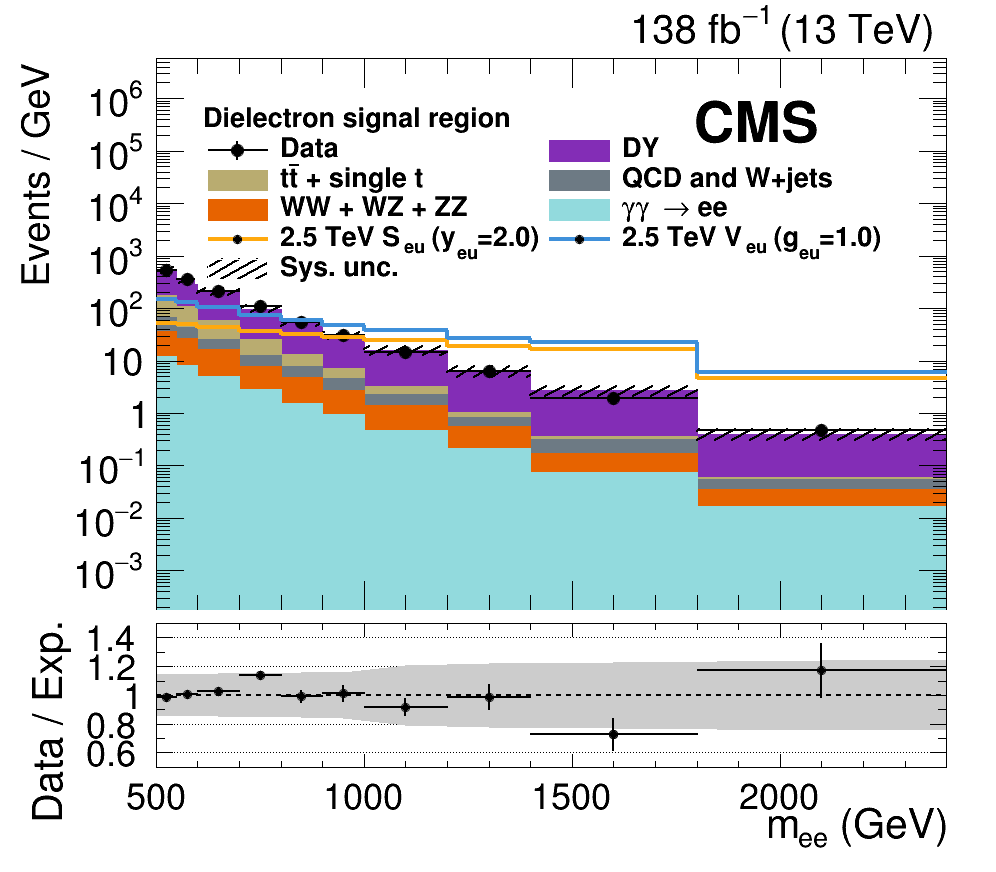 138 fb⁻¹ (13 TeV)
Events / GeV
10⁶
10⁵
10⁴
10³
10²
10
1
10⁻¹
10⁻²
10⁻³
CMS
Dielectron signal region
Data
DY
tt̄ + single t
QCD and W+jets
WW + WZ + ZZ
γγ → ee
2.5 TeV S_eu (y_eu=2.0)
2.5 TeV V_eu (g_eu=1.0)
Sys. unc.
Data / Exp.
1.4
1.2
1
0.8
0.6
500 1000 1500 2000
m_ee (GeV)